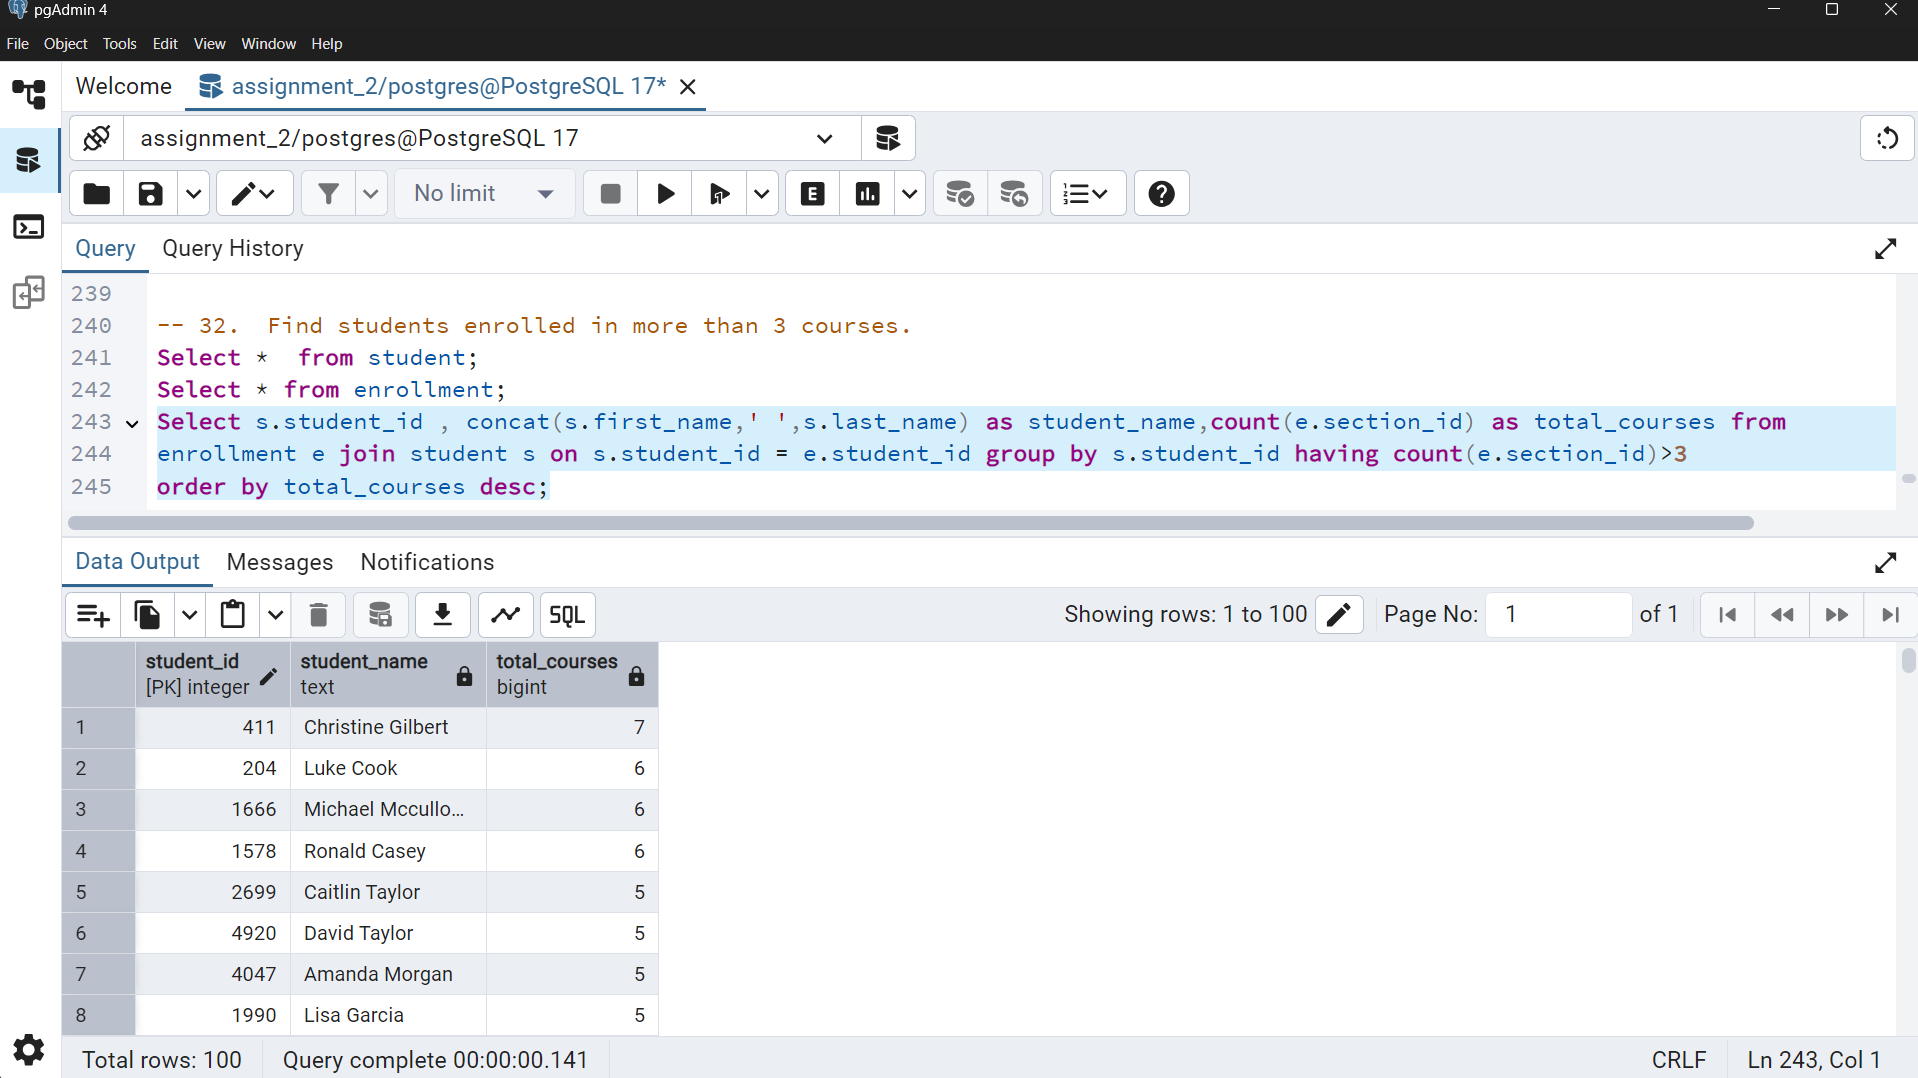 pgAdmin 4
File Object Tools Edit View Window Help
Welcome assignment_2/postgres@PostgreSQL 17*
assignment_2/postgres@PostgreSQL 17
No limit
E
Query Query History
239
240 -- 32.  Find students enrolled in more than 3 courses.
241 Select *  from student;
242 Select * from enrollment;
243 Select s.student_id , concat(s.first_name,' ',s.last_name) as student_name,count(e.section_id) as total_courses from
244 enrollment e join student s on s.student_id = e.student_id group by s.student_id having count(e.section_id)>3
245 order by total_courses desc;
Data Output Messages Notifications
SQL Showing rows: 1 to 100 Page No: 1 of 1
student_id student_name total_courses
[PK] integer text bigint
1 411 Christine Gilbert 7
2 204 Luke Cook 6
3 1666 Michael Mccullo... 6
4 1578 Ronald Casey 6
5 2699 Caitlin Taylor 5
6 4920 David Taylor 5
7 4047 Amanda Morgan 5
8 1990 Lisa Garcia 5
Total rows: 100 Query complete 00:00:00.141 CRLF Ln 243, Col 1